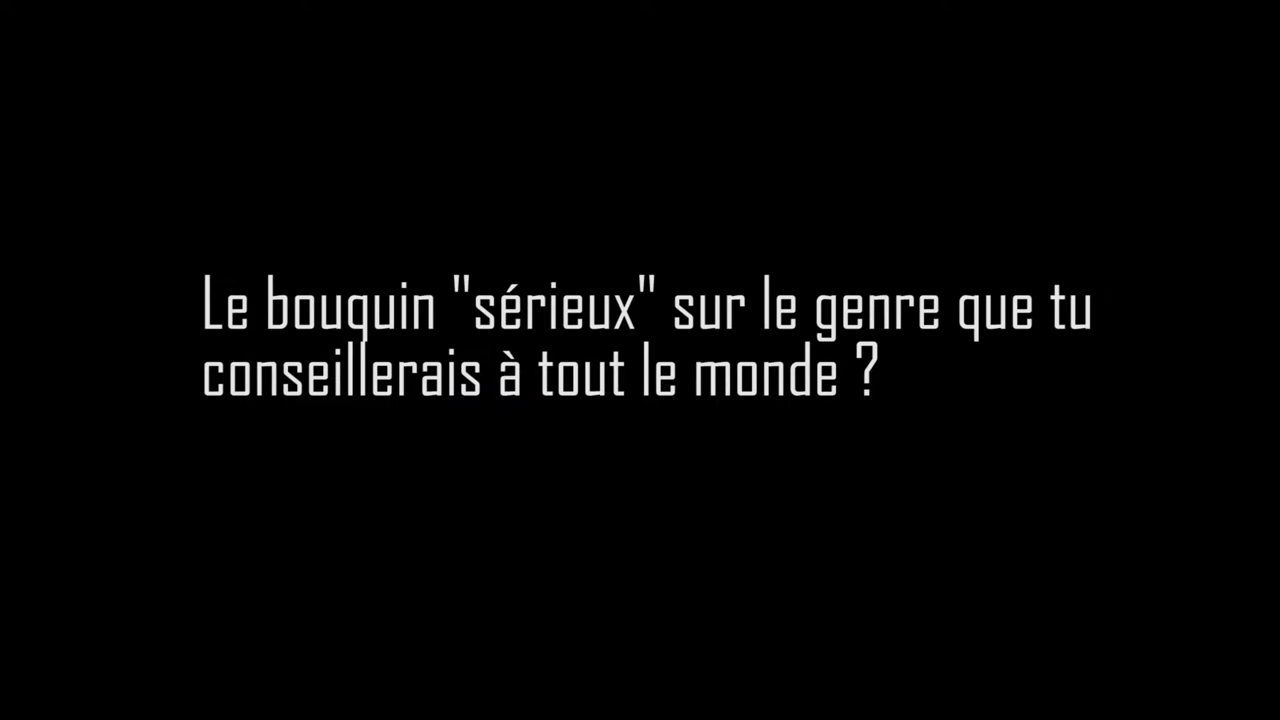 Le bouquin "sérieux" sur le genre que tu
conseillerais à tout le monde ?